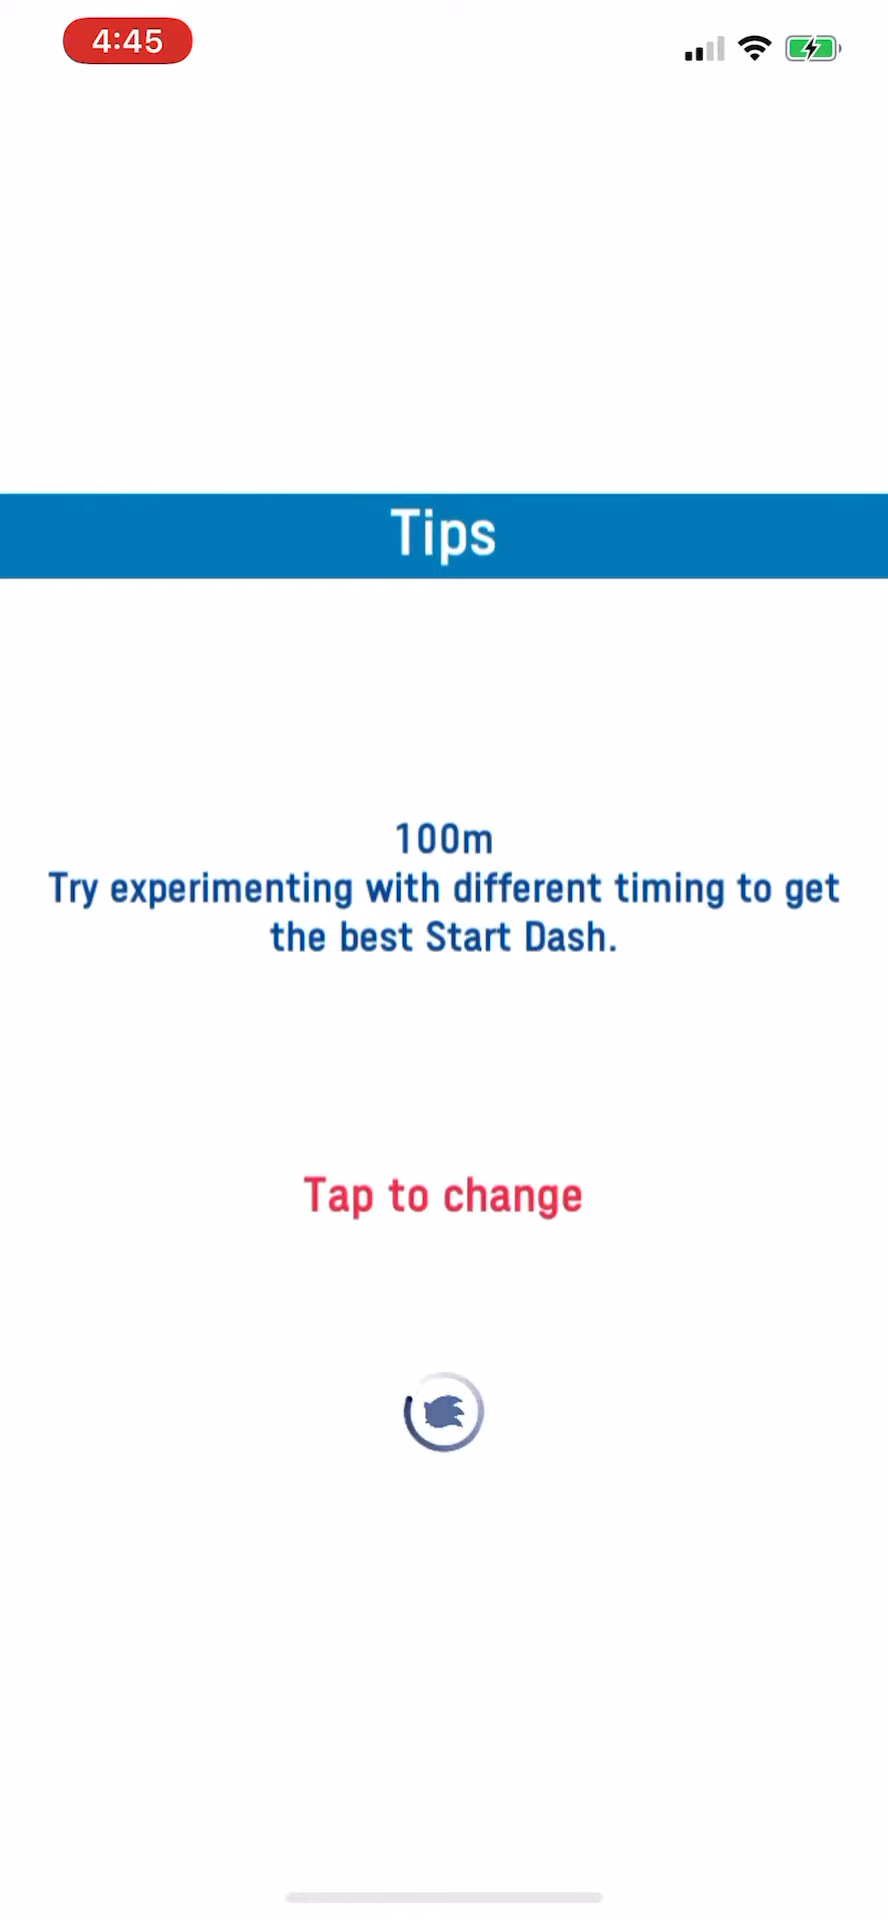 4:45
Tips
100m
Try experimenting with different timing to get
the best Start Dash.
Tap to change